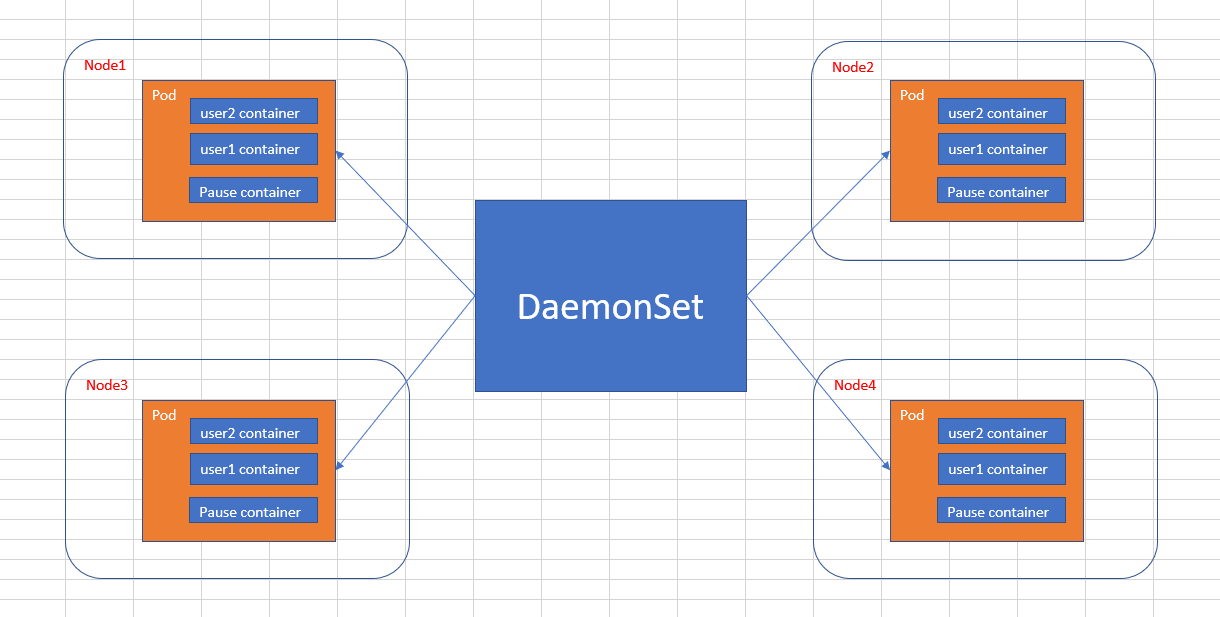 Node1
Pod
user2 container
user1 container
Pause container
Node2
Pod
user2 container
user1 container
Pause container
DaemonSet
Node3
Pod
user2 container
user1 container
Pause container
Node4
Pod
user2 container
user1 container
Pause container